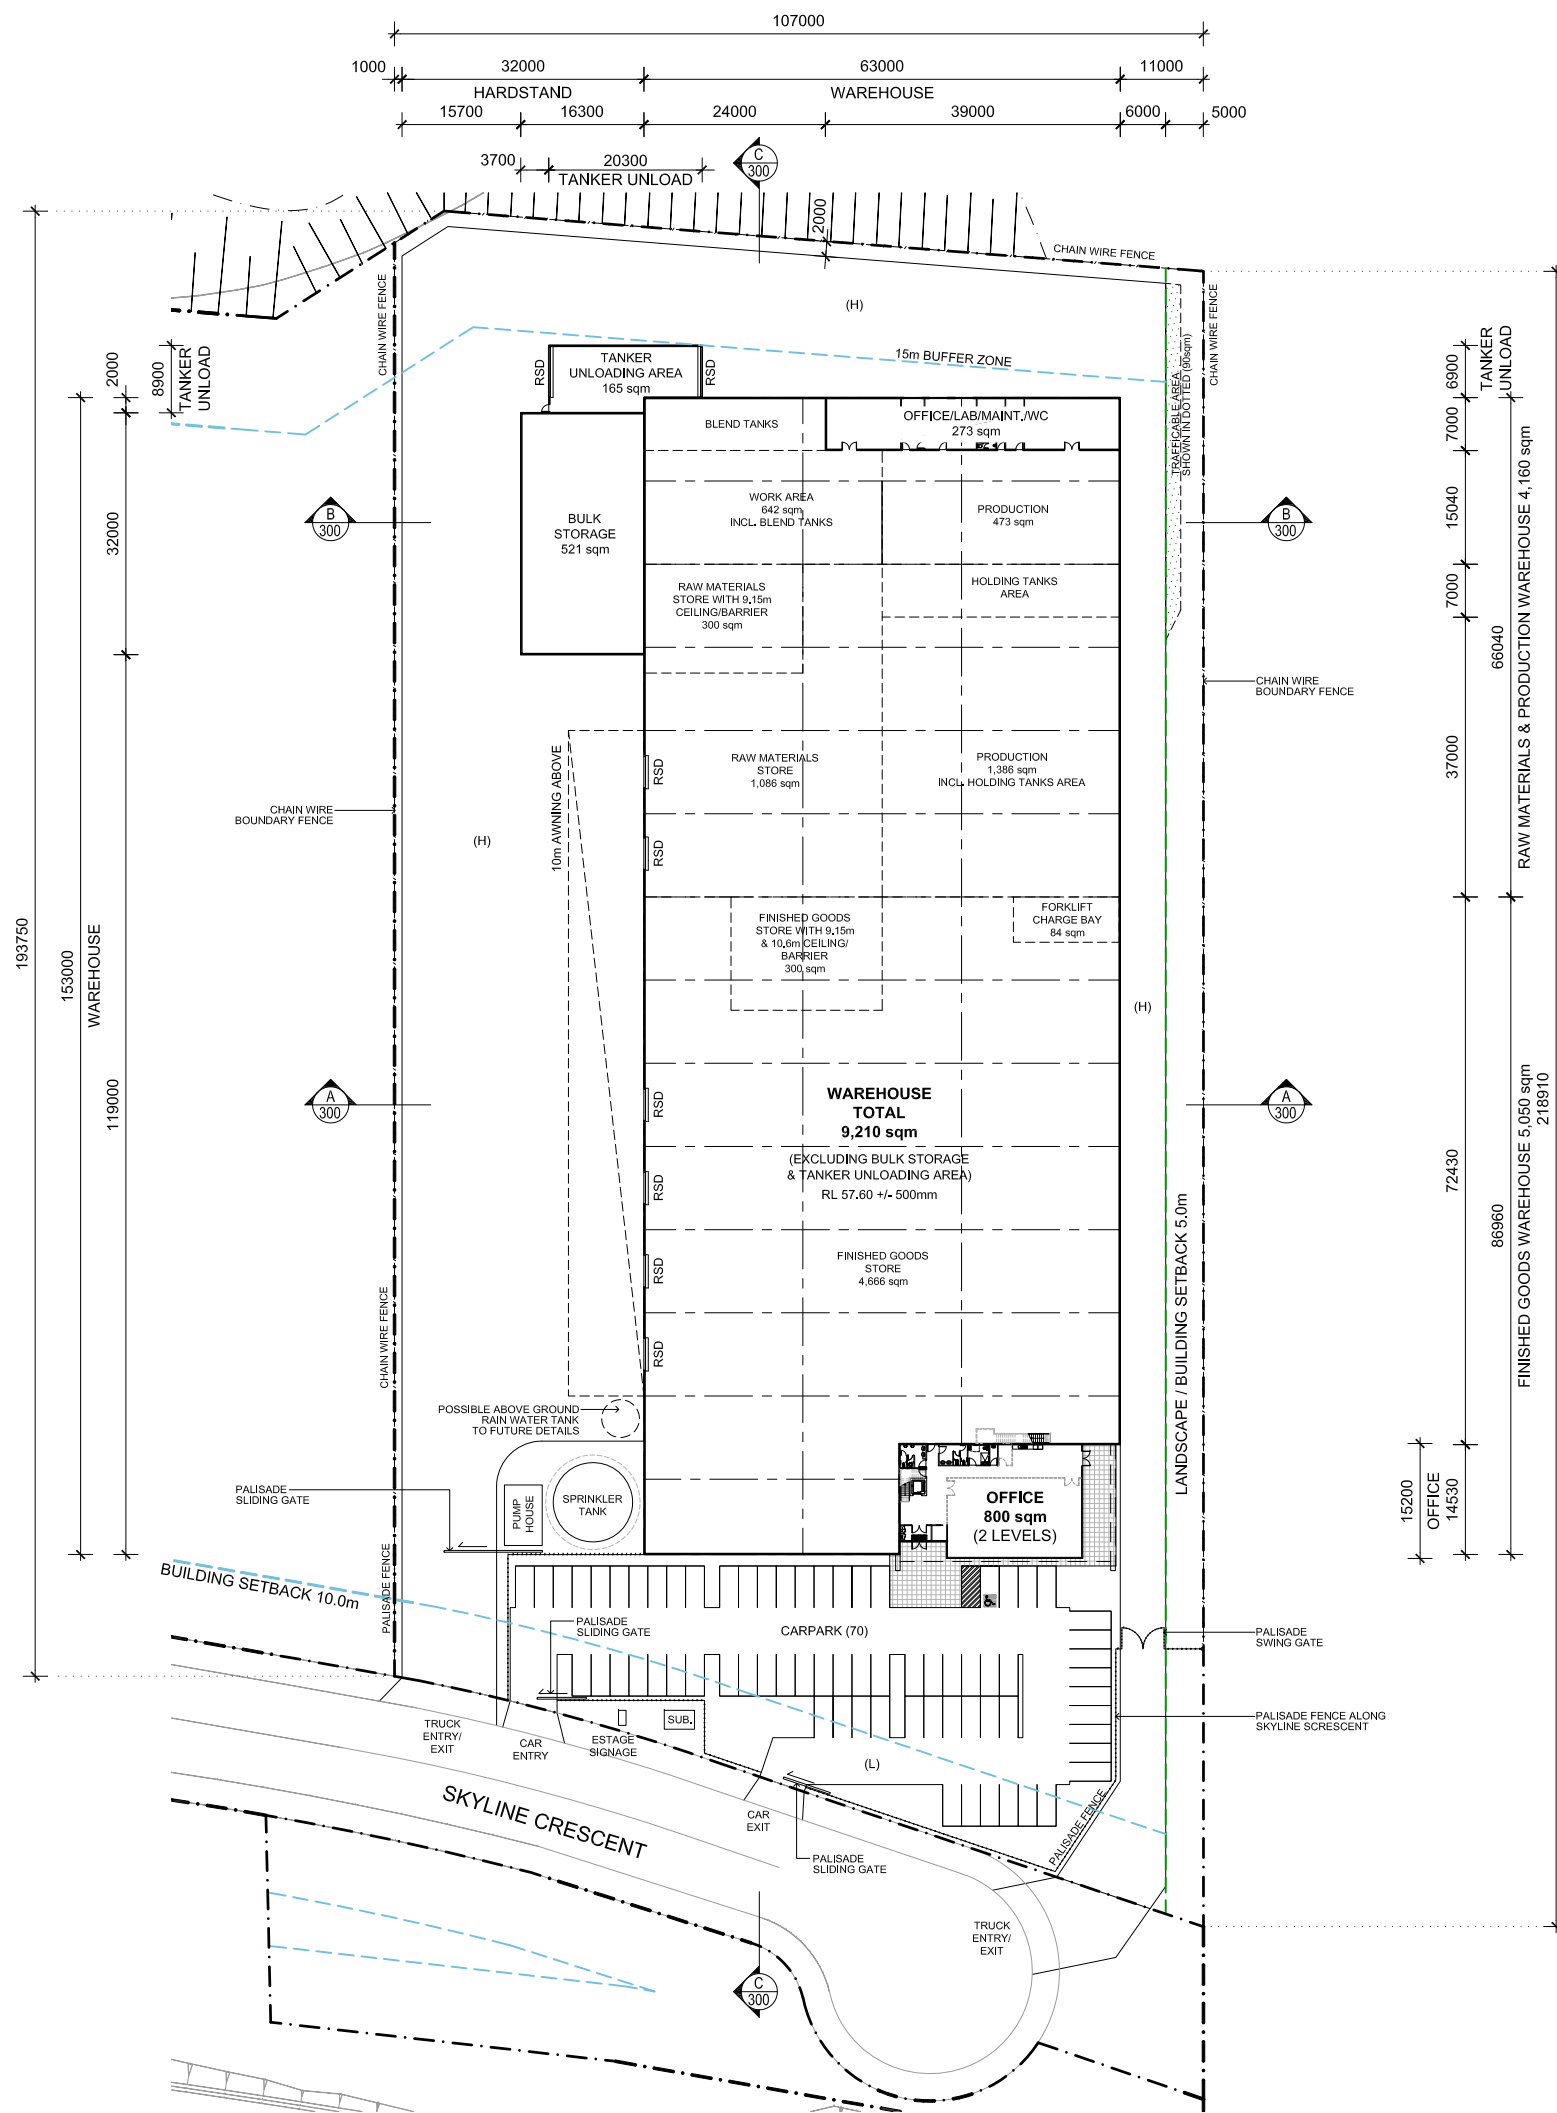 107000
1000
32000
63000
11000
HARDSTAND
WAREHOUSE
15700
16300
24000
39000
6000
5000
3700
20300
TANKER UNLOAD
C
300
2000
CHAIN WIRE FENCE
CHAIN WIRE FENCE
CHAIN WIRE FENCE
(H)
15m BUFFER ZONE
8900
TANKER
UNLOAD
2000
32000
119000
153000
WAREHOUSE
193750
RSD
TANKER
UNLOADING AREA
165 sqm
RSD
TRAFFICABLE AREA
SHOWN IN DOTTED (90sqm)
6900
TANKER
UNLOAD
7000
15040
7000
37000
66040
RAW MATERIALS & PRODUCTION WAREHOUSE 4,160 sqm
BLEND TANKS
OFFICE/LAB/MAINT./WC
273 sqm
B
300
BULK
STORAGE
521 sqm
WORK AREA
642 sqm
INCL. BLEND TANKS
PRODUCTION
473 sqm
B
300
RAW MATERIALS
STORE WITH 9.15m
CEILING/BARRIER
300 sqm
HOLDING TANKS
AREA
CHAIN WIRE
BOUNDARY FENCE
10m AWNING ABOVE
RSD
RAW MATERIALS
STORE
1,086 sqm
PRODUCTION
1,386 sqm
INCL. HOLDING TANKS AREA
CHAIN WIRE
BOUNDARY FENCE
(H)
RSD
FINISHED GOODS
STORE WITH 9.15m
& 10.6m CEILING/
BARRIER
300 sqm
FORKLIFT
CHARGE BAY
84 sqm
(H)
A
300
RSD
WAREHOUSE
TOTAL
9,210 sqm
(EXCLUDING BULK STORAGE
& TANKER UNLOADING AREA)
RL 57.60 +/- 500mm
A
300
RSD
72430
86960
FINISHED GOODS WAREHOUSE 5,050 sqm
218910
LANDSCAPE / BUILDING SETBACK 5.0m
RSD
FINISHED GOODS
STORE
4,666 sqm
CHAIN WIRE FENCE
RSD
POSSIBLE ABOVE GROUND
RAIN WATER TANK
TO FUTURE DETAILS
PALISADE
SLIDING GATE
PUMP
HOUSE
SPRINKLER
TANK
OFFICE
800 sqm
(2 LEVELS)
15200
OFFICE
14530
BUILDING SETBACK 10.0m
PALISADE FENCE
PALISADE
SLIDING GATE
CARPARK (70)
PALISADE
SWING GATE
TRUCK
ENTRY/
EXIT
CAR
ENTRY
ESTAGE
SIGNAGE
SUB.
PALISADE FENCE ALONG
SKYLINE SCRESCENT
(L)
SKYLINE CRESCENT
CAR
EXIT
PALISADE FENCE
PALISADE
SLIDING GATE
TRUCK
ENTRY/
EXIT
C
300